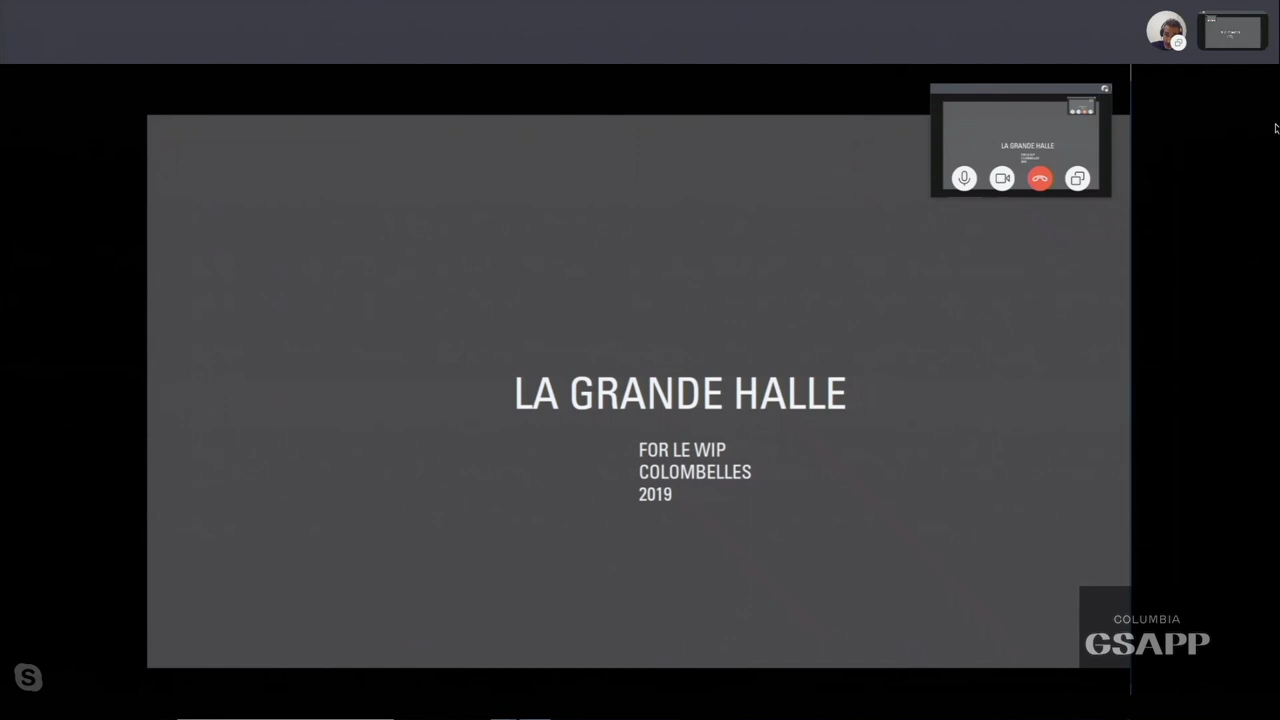 LA GRANDE HALLE
LA GRANDE HALLE
FOR LE WIP
COLOMBELLES
2019
COLUMBIA
GSAPP
S